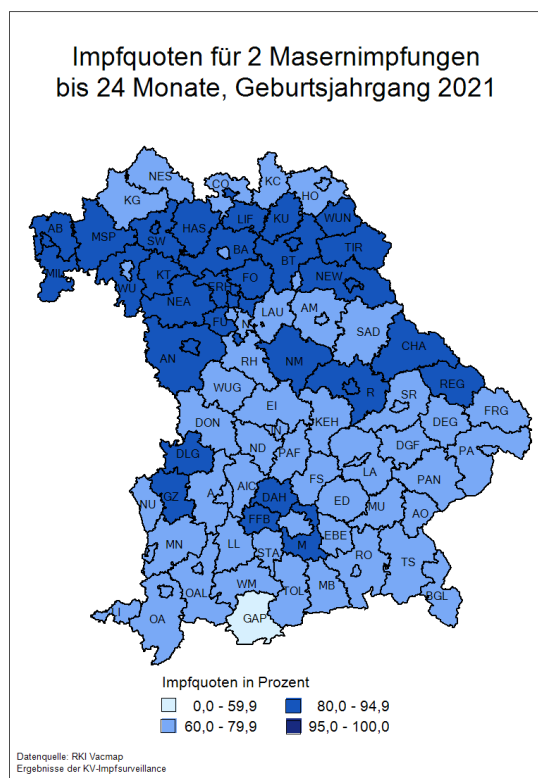 Impfquoten für 2 Masernimpfungen
bis 24 Monate, Geburtsjahrgang 2021
NES
CO
KC
HO
KG
AB
MSP
SW
HAS
LIF
KU
WUN
MIL
BA
BT
TIR
WÜ
KT
ERH
FO
NEW
NEA
FÜ
N
LAU
AM
SAD
AN
RH
NM
CHA
WUG
R
REG
DON
EI
KEH
SR
DEG
FRG
IN
ND
PAF
DGF
PA
DLG
LA
PAN
GZ
A
AIC
DAH
FS
NU
FFB
ED
MÜ
AÖ
MN
LL
STA
M
EBE
RO
TS
WM
LI
OA
OAL
TÖL
MB
BGL
GAP
Impfquoten in Prozent
0,0 - 59,9
80,0 - 94,9
60,0 - 79,9
95,0 - 100,0
Datenquelle: RKI Vacmap
Ergebnisse der KV-Impfsurveillance